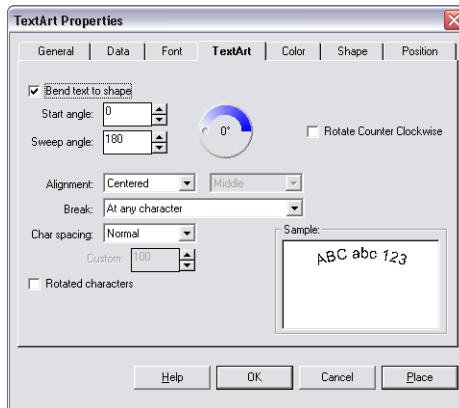 TextArt Properties
General Data Font TextArt Color Shape Position
Bend text to shape
Start angle: 0
0°
Rotate Counter Clockwise
Sweep angle: 180
Alignment: Centered Middle
Break: At any character
Char spacing: Normal
Sample:
Custom: 100
ABC abc 123
Rotated characters
Help OK Cancel Place